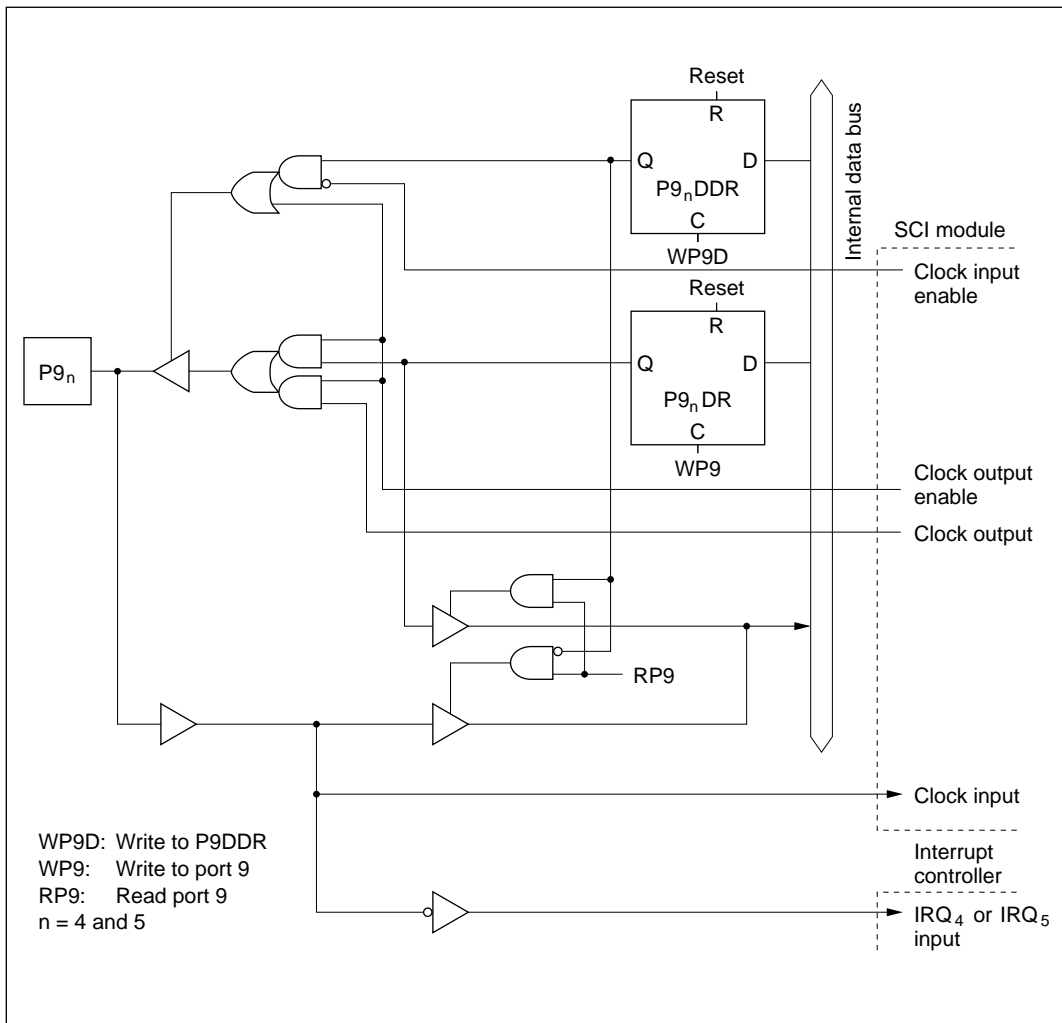 Reset
R
Q
D
P9nDDR
C
WP9D
Internal data bus
SCI module
Clock input
enable
Reset
R
Q
D
P9nDR
C
WP9
P9n
Clock output
enable
Clock output
RP9
Clock input
WP9D: Write to P9DDR
WP9: Write to port 9
RP9: Read port 9
n = 4 and 5
Interrupt
controller
IRQ4 or IRQ5
input